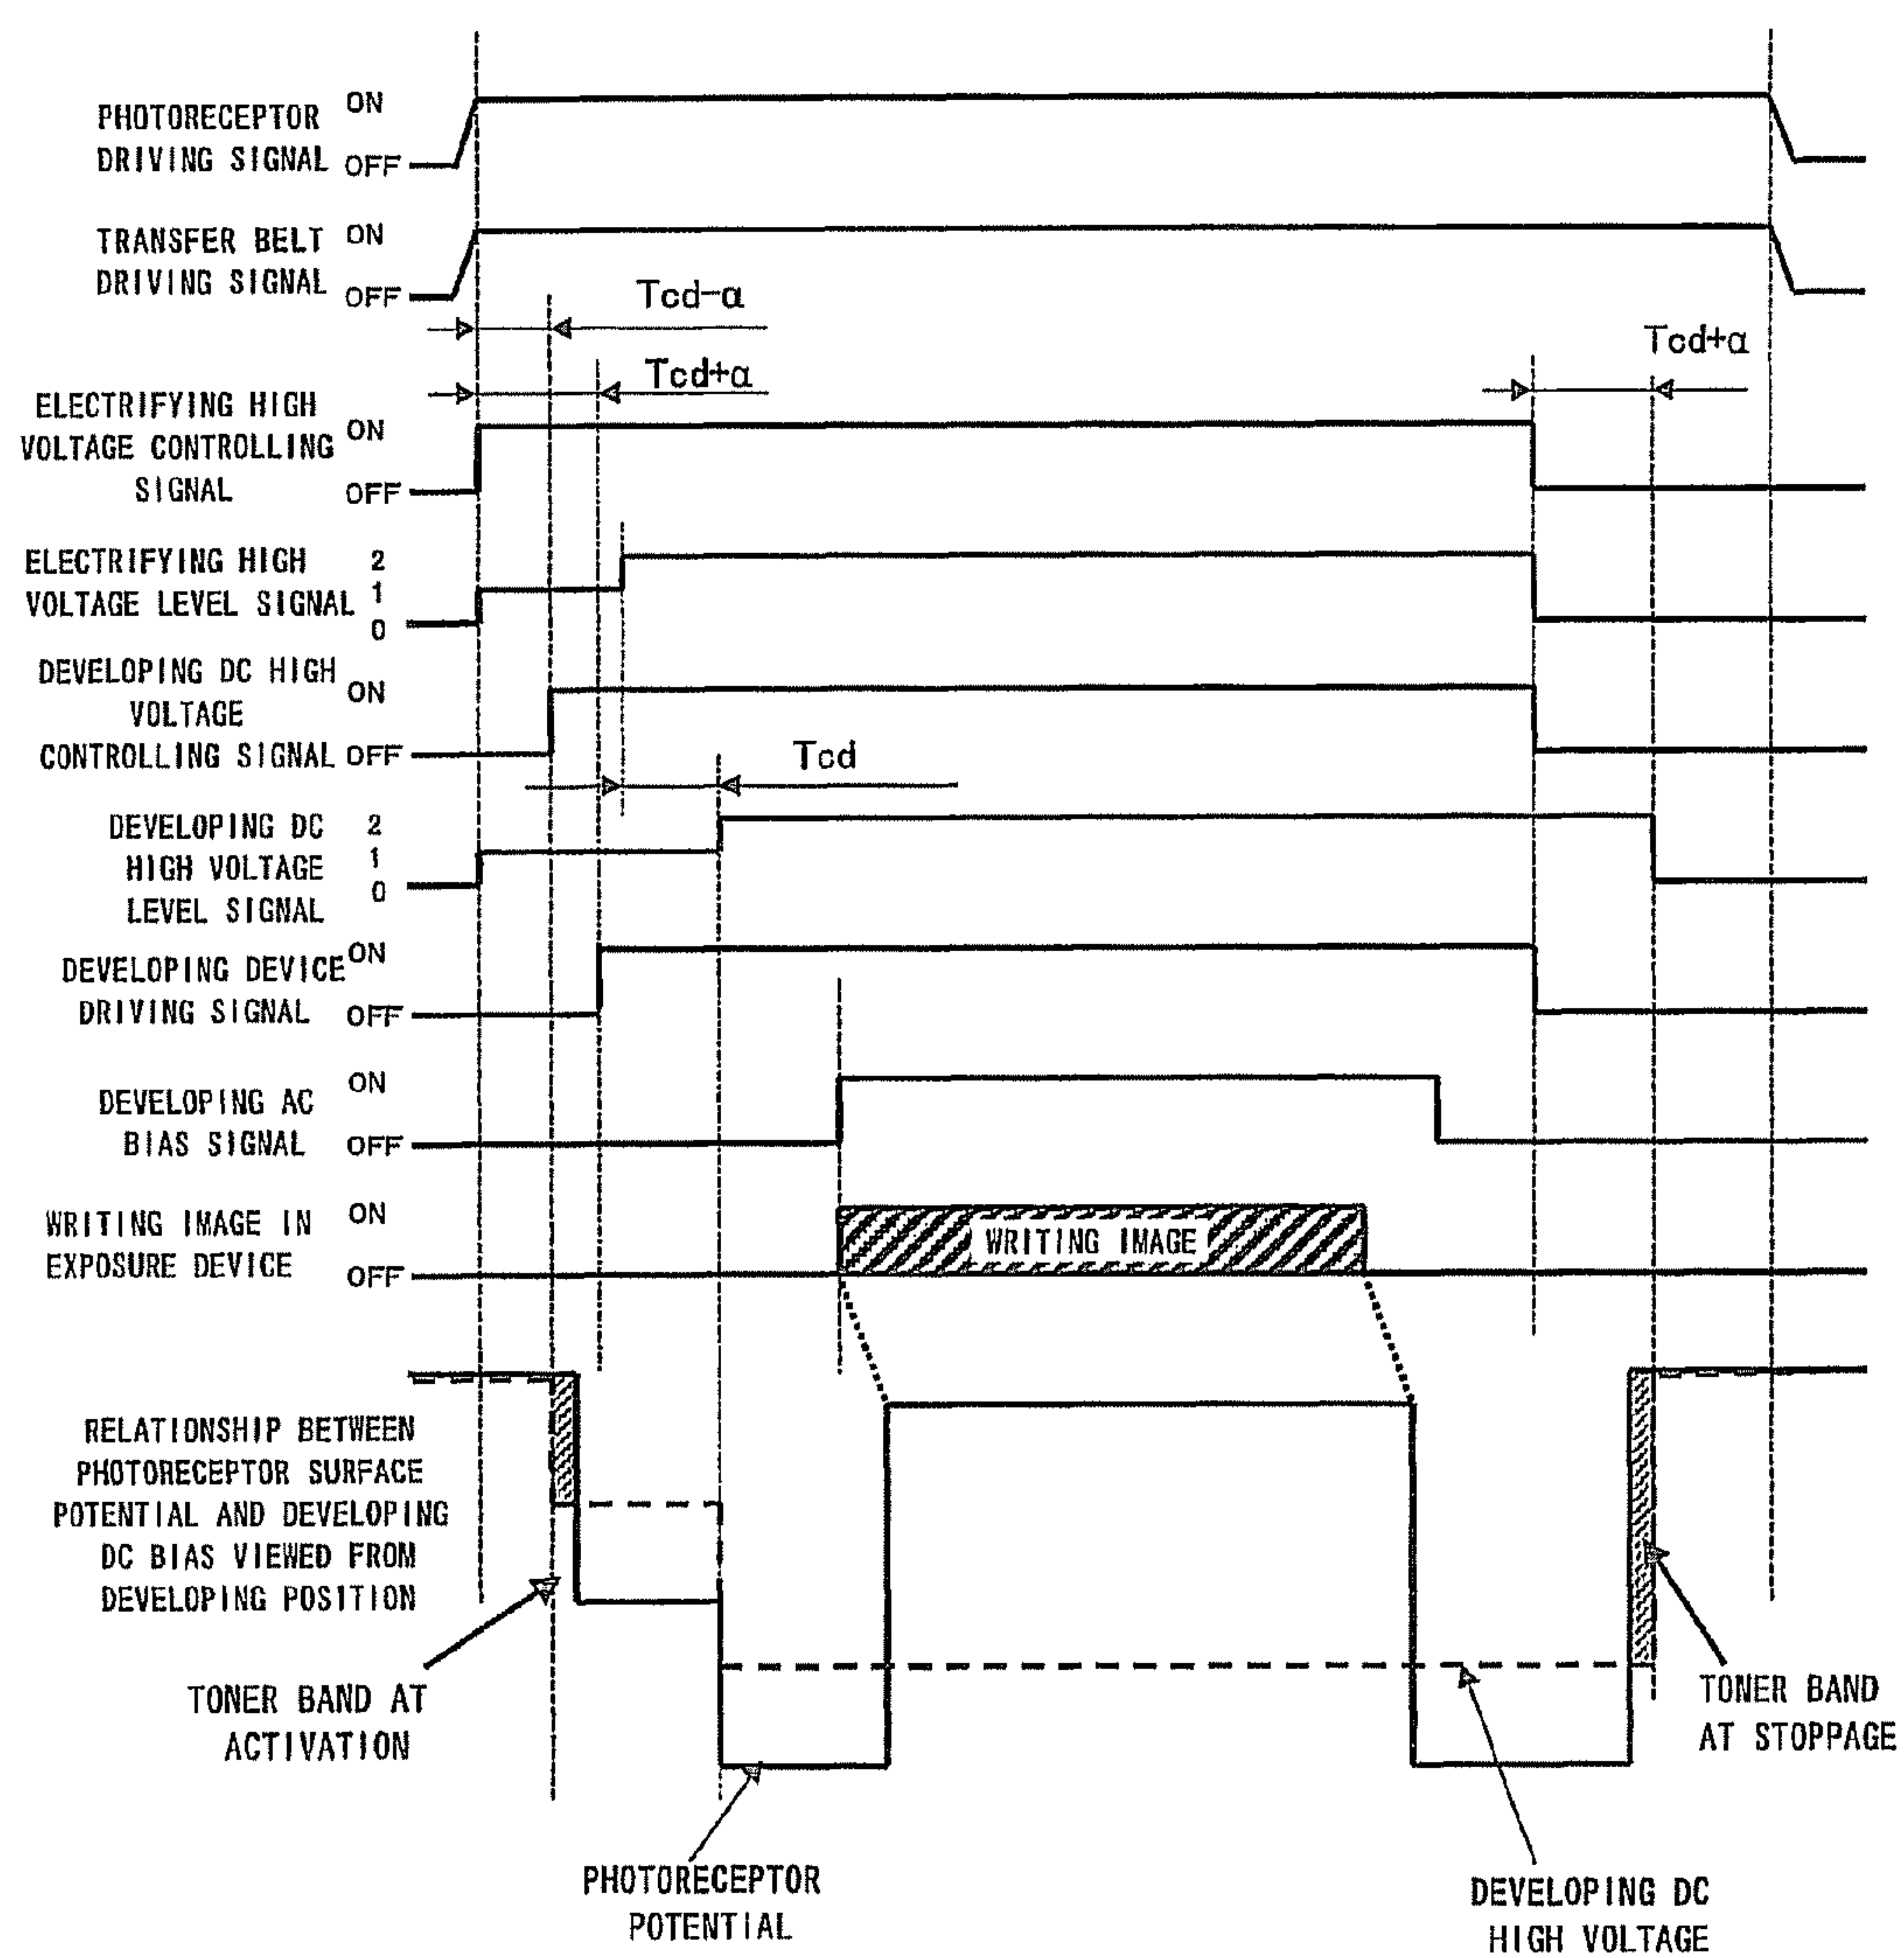 PHOTORECEPTOR ON
DRIVING SIGNAL OFF
TRANSFER BELT ON
DRIVING SIGNAL OFF
Tcd-α
Tcd+α
Tcd+α
ELECTRIFYING HIGH
VOLTAGE CONTROLLING ON
SIGNAL OFF
ELECTRIFYING HIGH 2
VOLTAGE LEVEL SIGNAL 1
0
DEVELOPING DC HIGH ON
VOLTAGE
CONTROLLING SIGNAL OFF
Tcd
DEVELOPING DC 2
HIGH VOLTAGE 1
LEVEL SIGNAL 0
DEVELOPING DEVICE ON
DRIVING SIGNAL OFF
DEVELOPING AC ON
BIAS SIGNAL OFF
WRITING IMAGE IN ON
EXPOSURE DEVICE OFF
WRITING IMAGE
RELATIONSHIP BETWEEN
PHOTORECEPTOR SURFACE
POTENTIAL AND DEVELOPING
DC BIAS VIEWED FROM
DEVELOPING POSITION
TONER BAND AT
ACTIVATION
TONER BAND
AT STOPPAGE
PHOTORECEPTOR
POTENTIAL
DEVELOPING DC
HIGH VOLTAGE